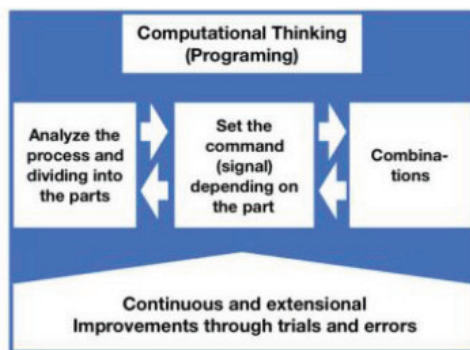 Computational Thinking
(Programing)
Analyze the
process and
dividing into
the parts
Set the
command
(signal)
depending on
the part
Combina-
tions
Continuous and extensional
Improvements through trials and errors